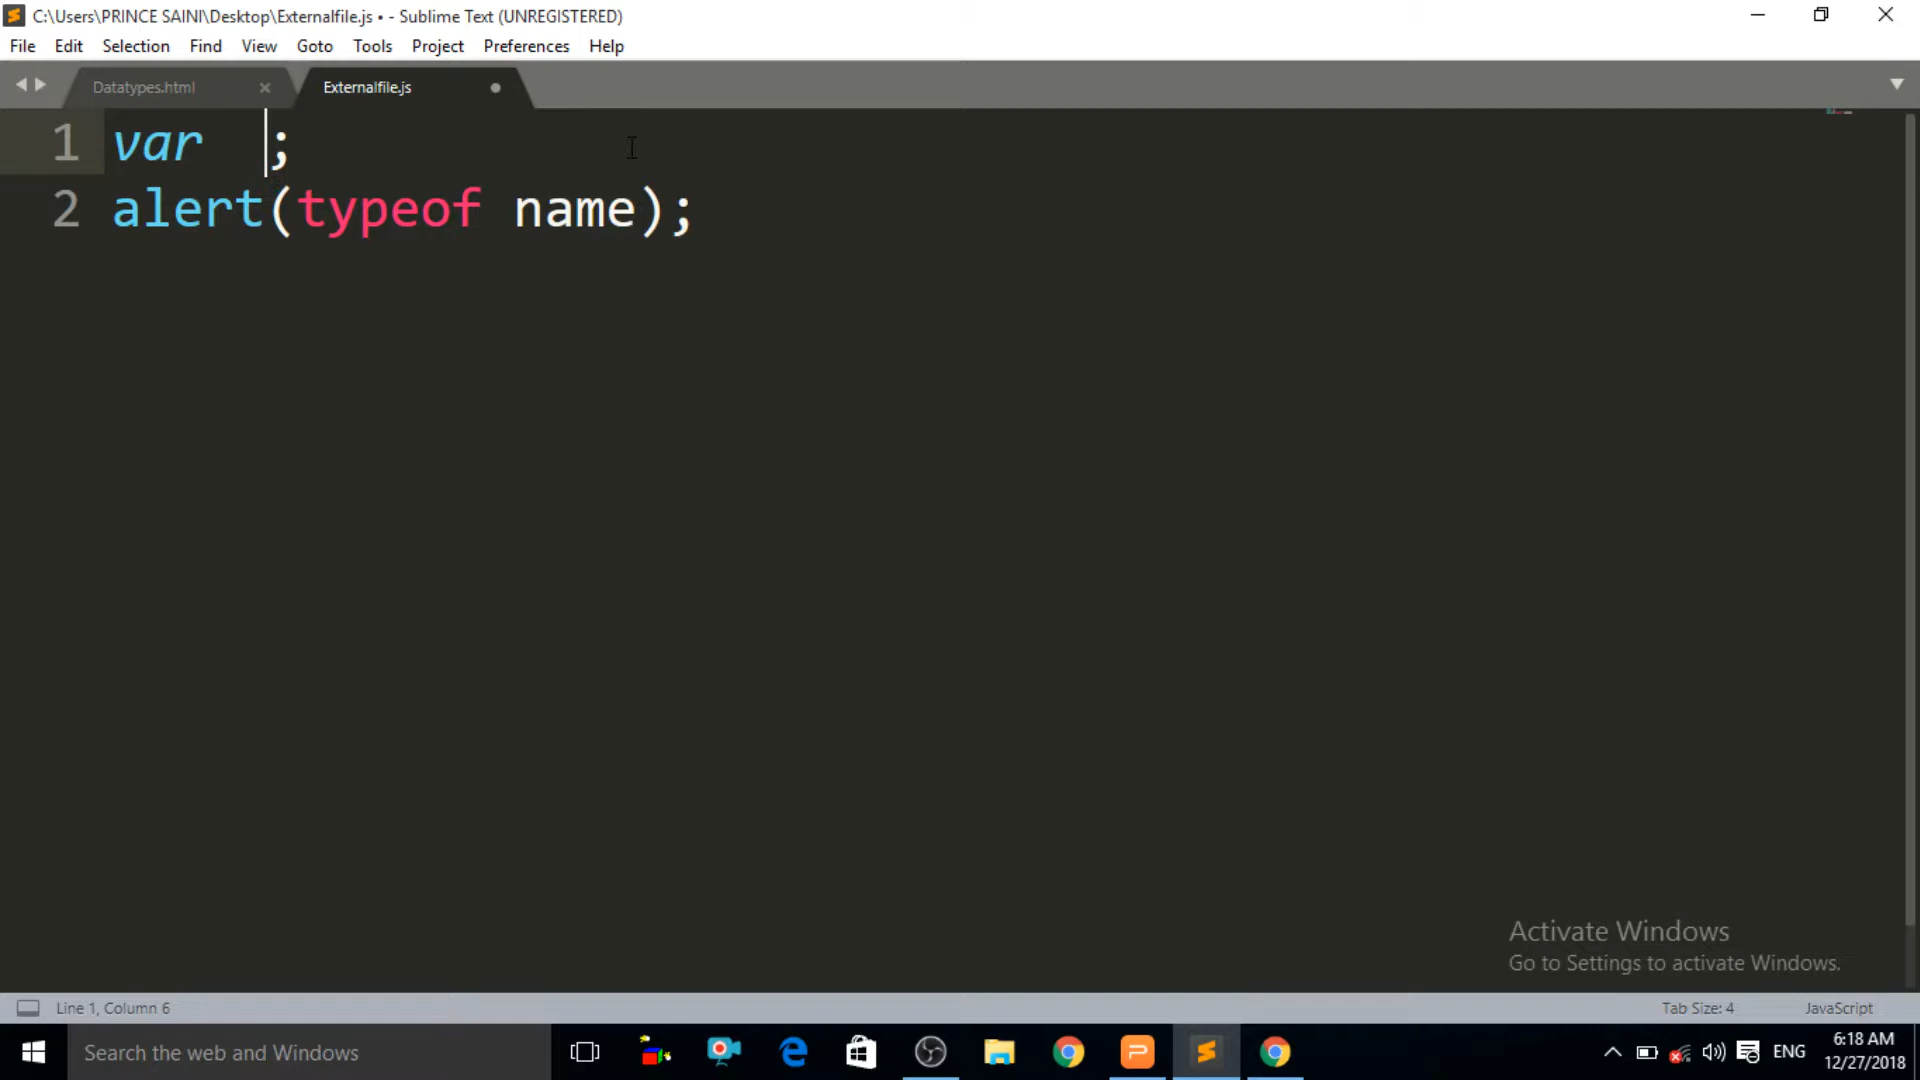 C:\Users\PRINCE SAINI\Desktop\Externalfile.js • - Sublime Text (UNREGISTERED)
File Edit Selection Find View Goto Tools Project Preferences Help
Datatypes.html Externalfile.js
1 var ;
2 alert(typeof name);
Activate Windows
Go to Settings to activate Windows.
Line 1, Column 6 Tab Size: 4 JavaScript
Search the web and Windows ENG 6:18 AM
12/27/2018